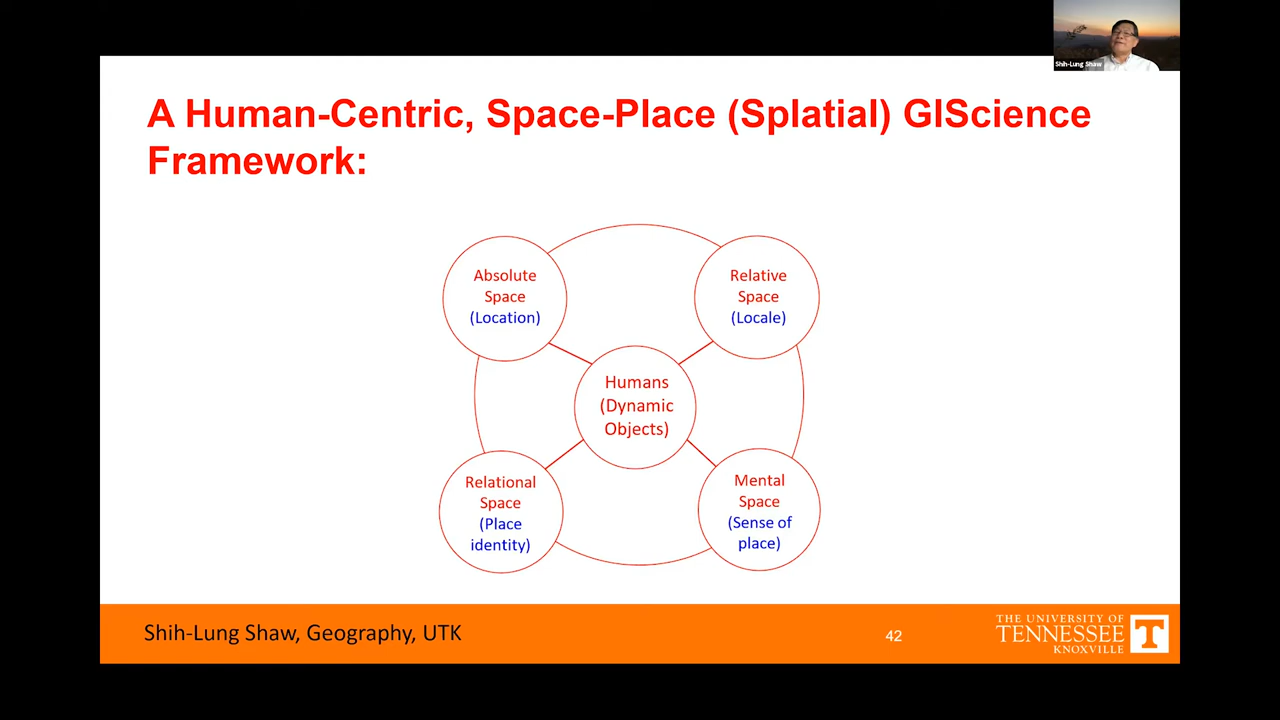 Shih-Lung Shaw
A Human-Centric, Space-Place (Splatial) GIScience
Framework:
Absolute
Space
(Location)
Relative
Space
(Locale)
Humans
(Dynamic
Objects)
Relational
Space
(Place
identity)
Mental
Space
(Sense of
place)
Shih-Lung Shaw, Geography, UTK
42
THE UNIVERSITY OF
TENNESSEE
KNOXVILLE
T